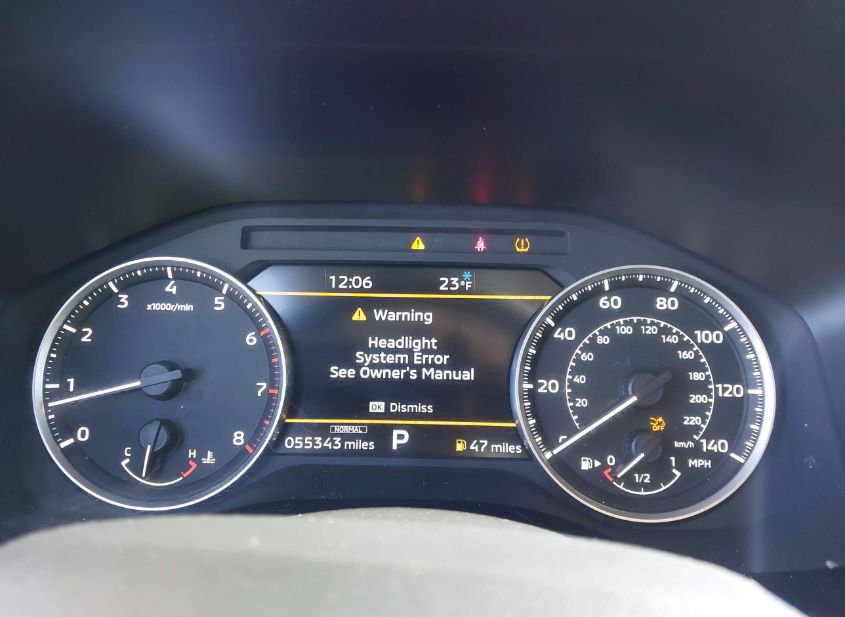 12:06 23°F
Warning
Headlight
System Error
See Owner's Manual
OK Dismiss
NORMAL
055343 miles P 47 miles
x1000r/min
0 1 2 3 4 5 6 7 8
C H
0 20 40 60 80 100 120 140
MPH
20 40 60 80 100 120 140 160 180 200 220
km/h
OFF
0 1/2 1